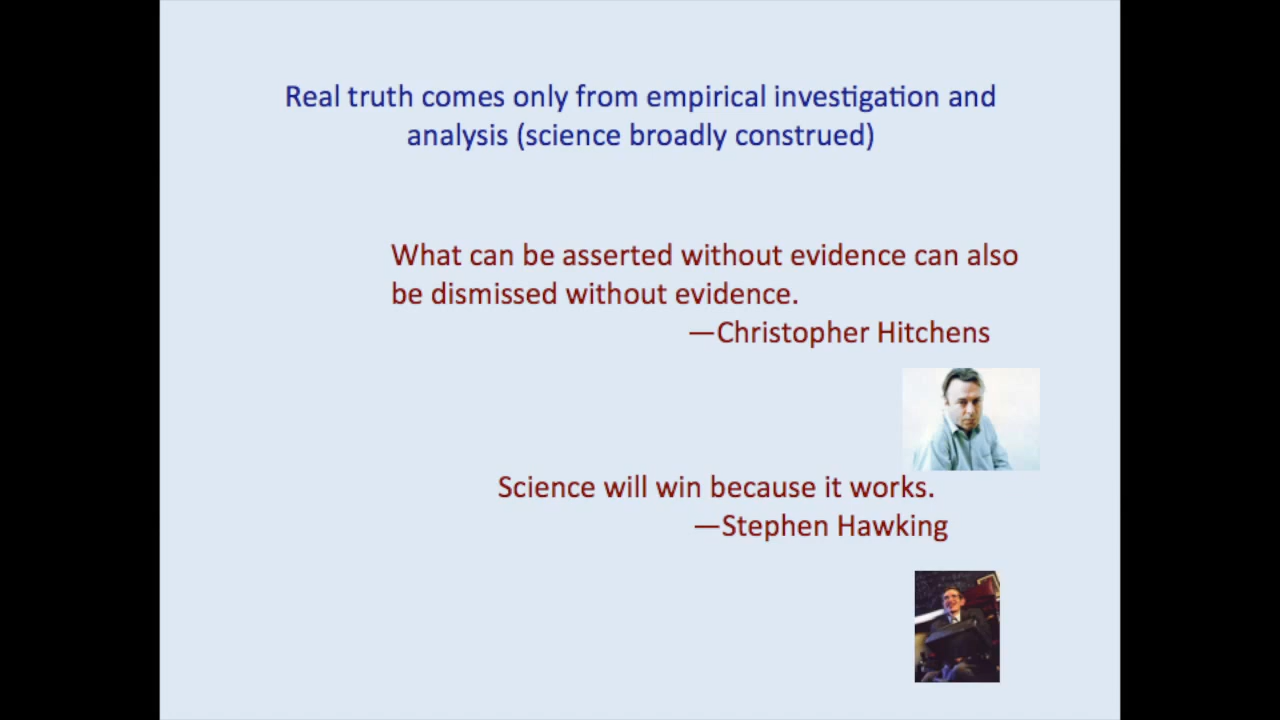 Real truth comes only from empirical investigation and
analysis (science broadly construed)
What can be asserted without evidence can also
be dismissed without evidence.
—Christopher Hitchens
Science will win because it works.
—Stephen Hawking